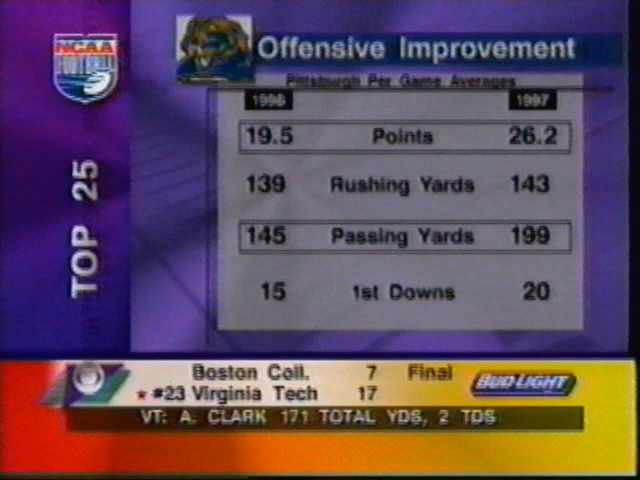 NCAA
FOOTBALL
TOP 25
Offensive Improvement
Pittsburgh Per Game Averages
1996 1997
19.5 Points 26.2
139 Rushing Yards 143
145 Passing Yards 199
15 1st Downs 20
Boston Coll. 7 Final
#23 Virginia Tech 17
BUD LIGHT
VT: A. CLARK 171 TOTAL YDS, 2 TDS